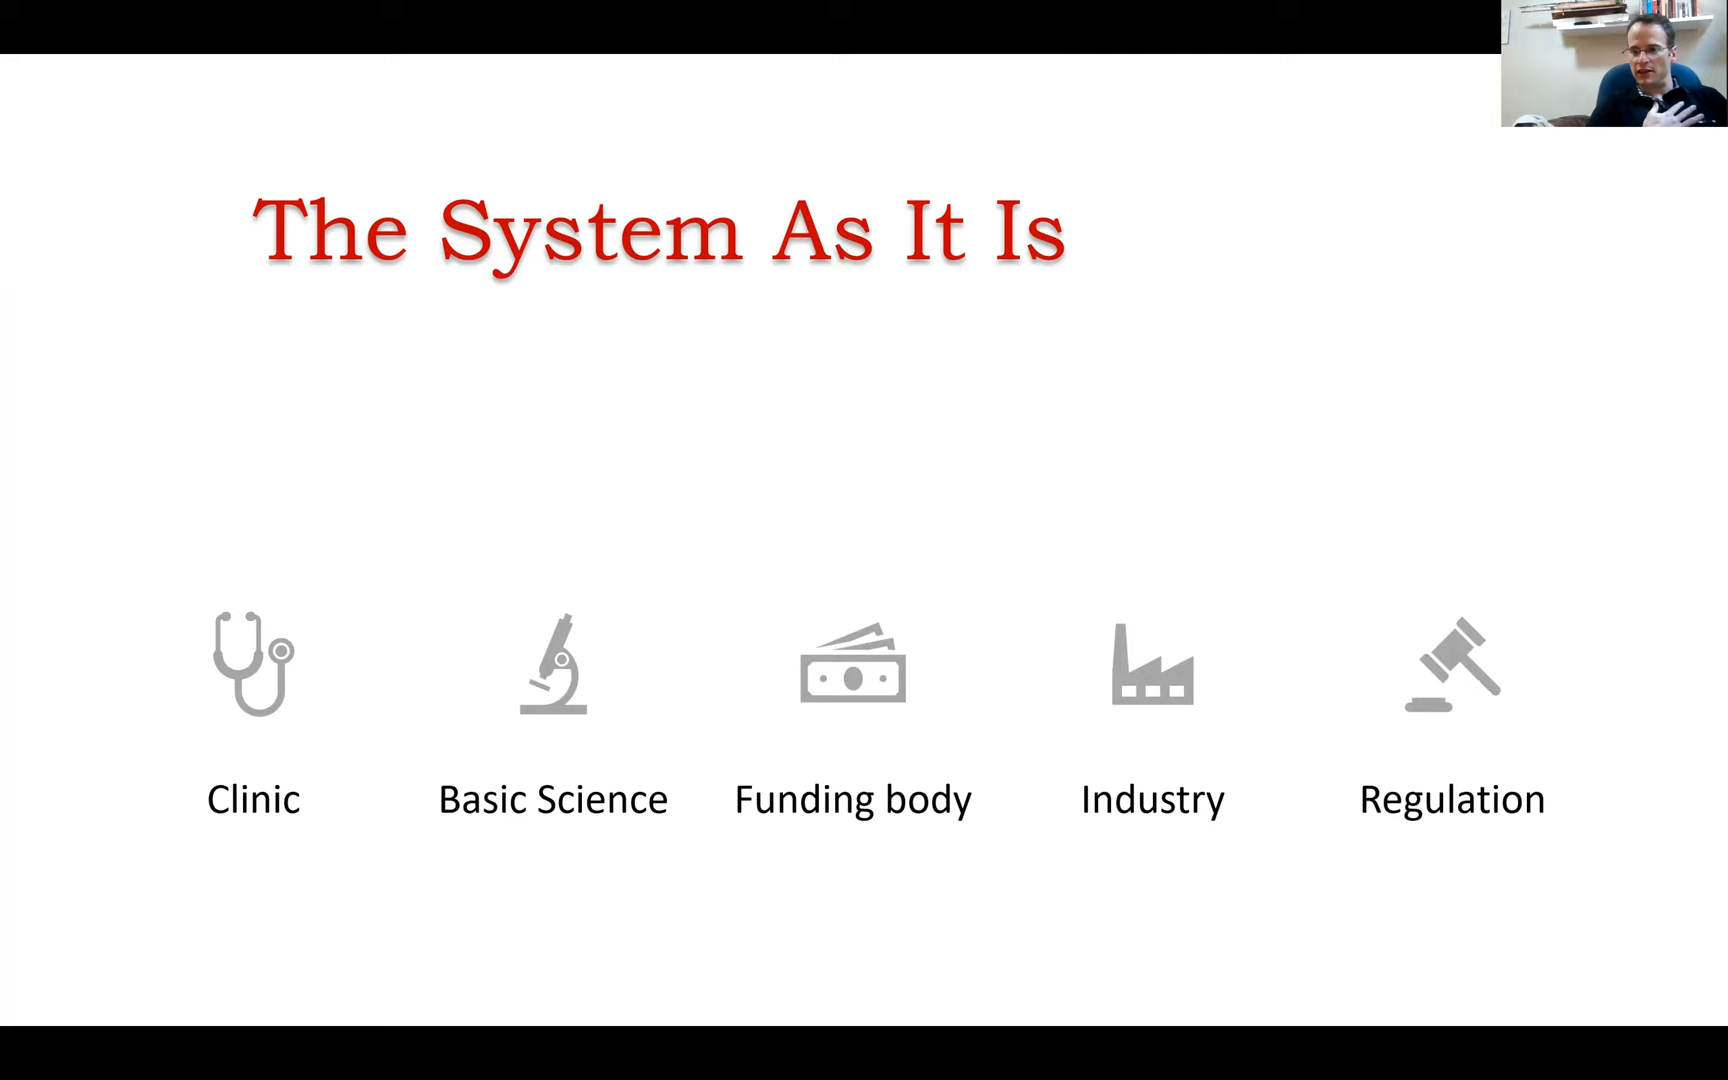 The System As It Is
Clinic
Basic Science
Funding body
Industry
Regulation